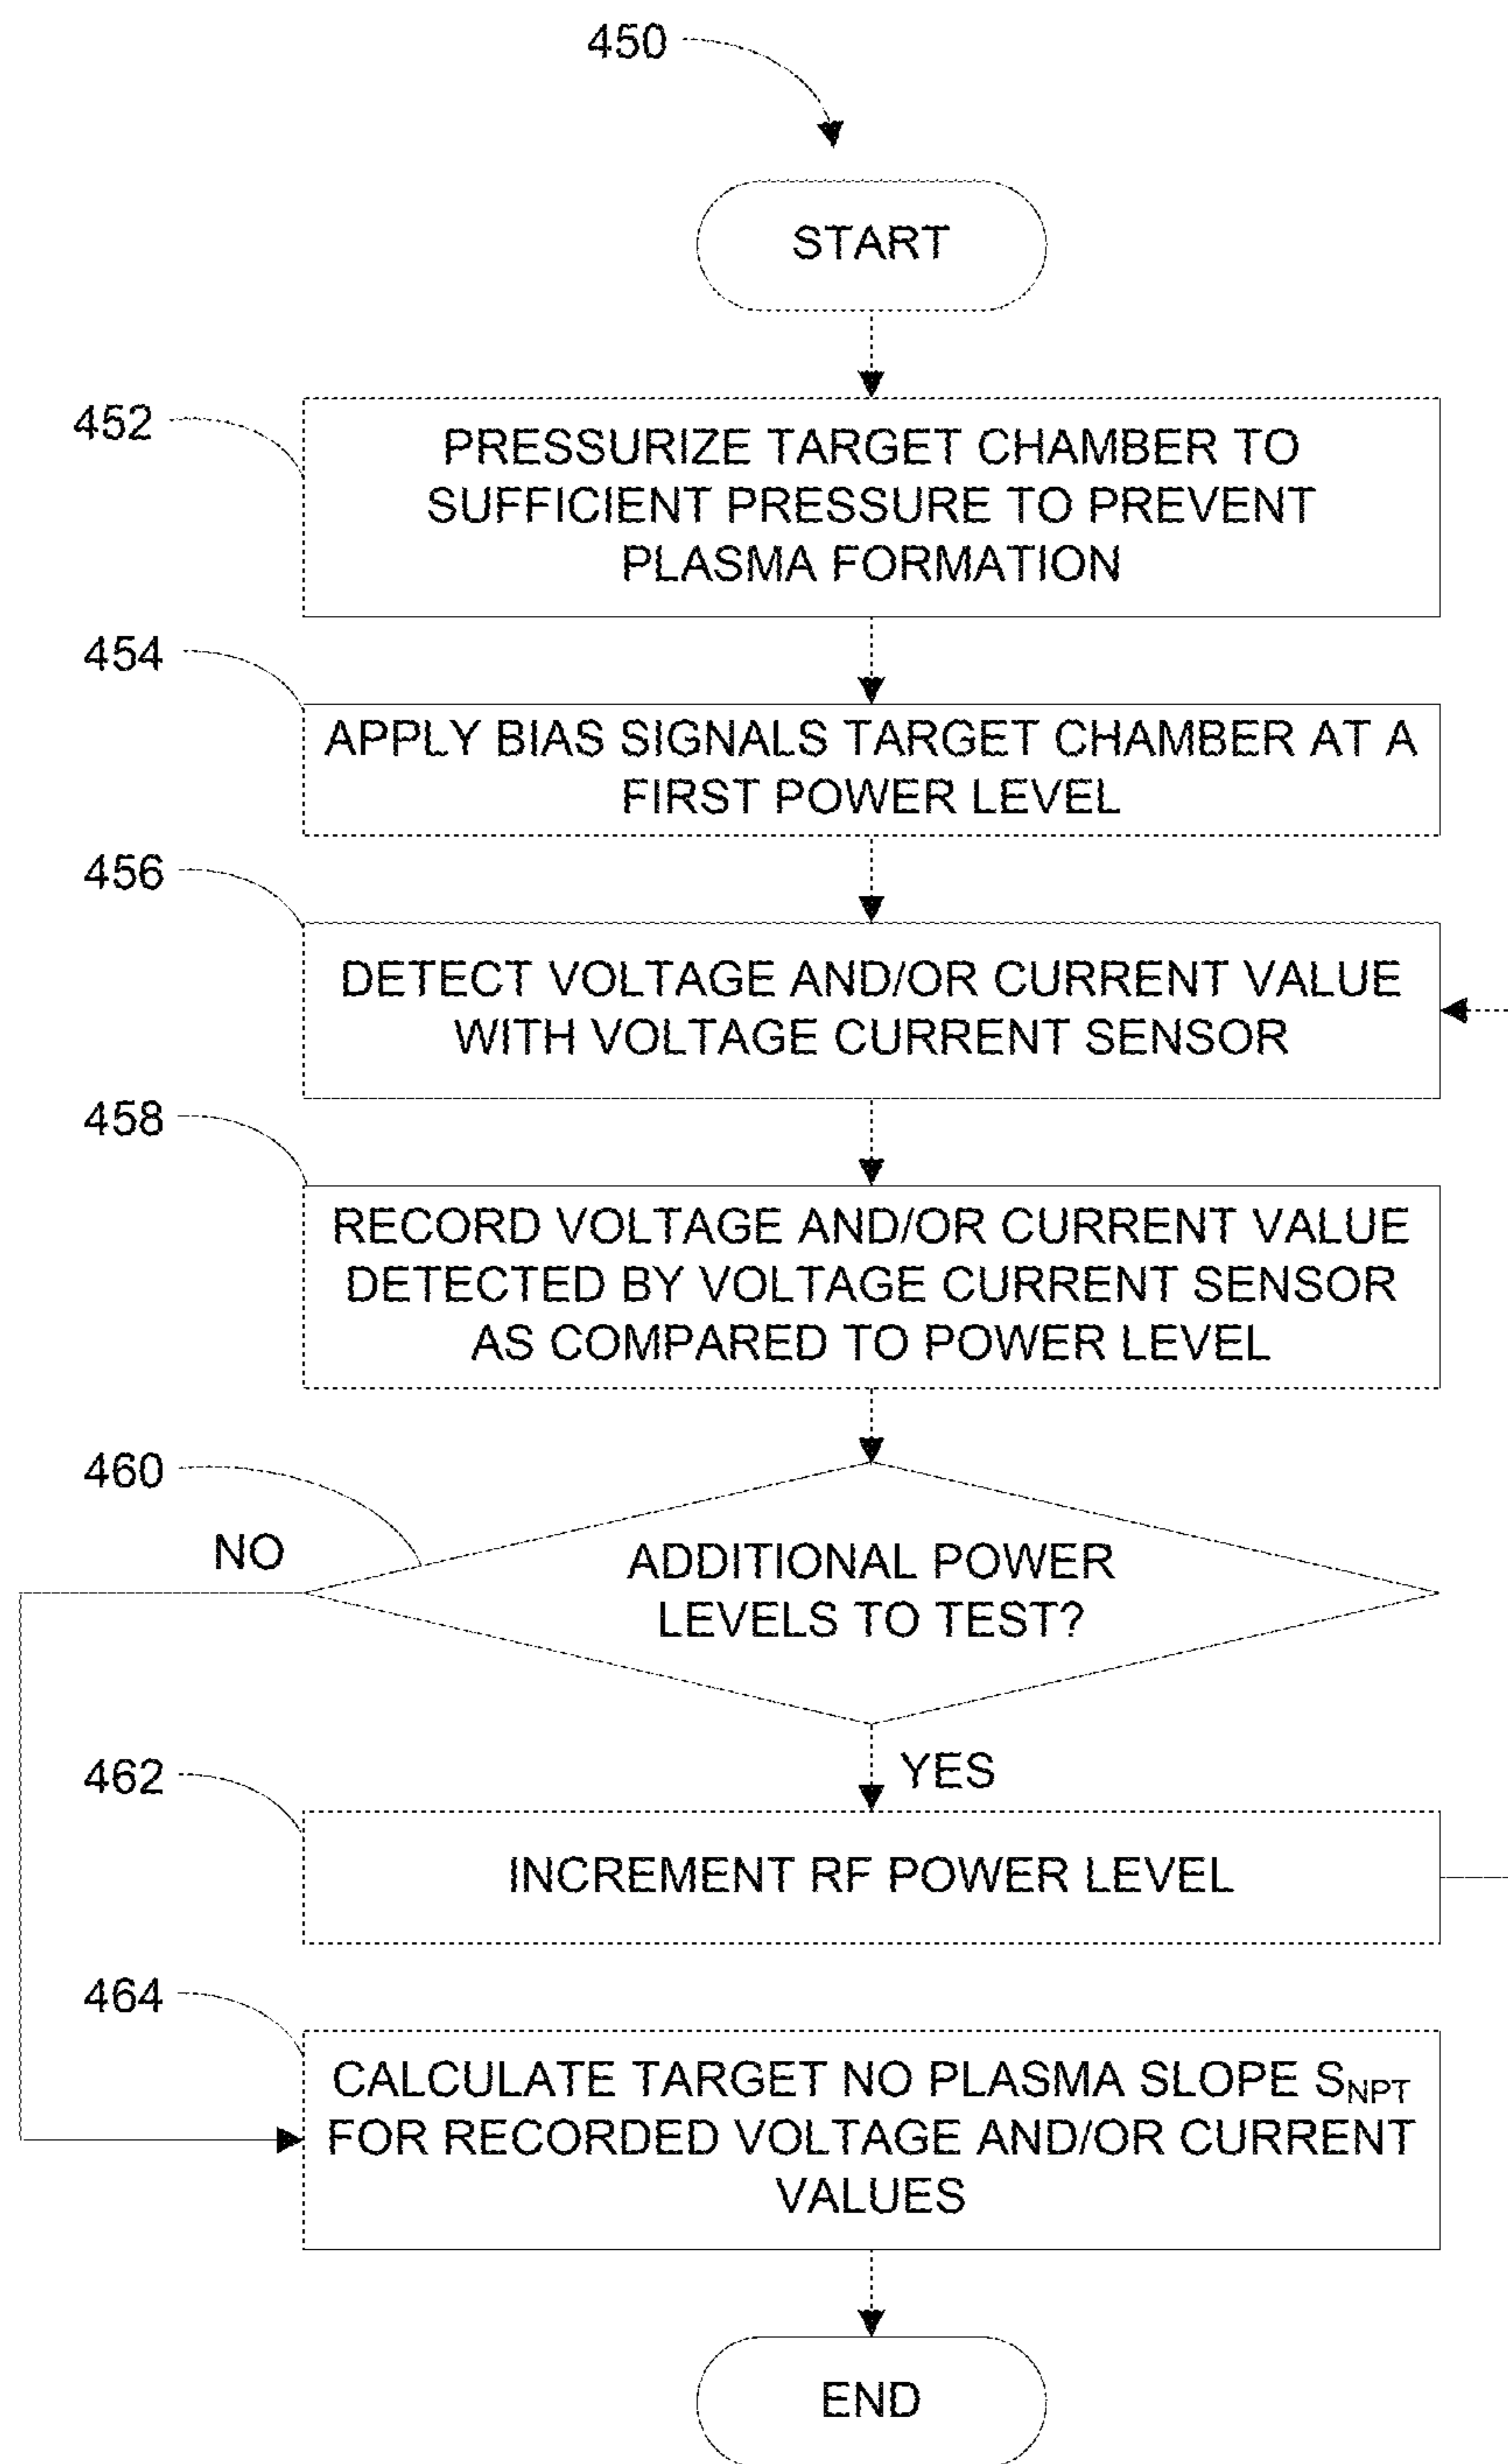 450
START
452
PRESSURIZE TARGET CHAMBER TO
SUFFICIENT PRESSURE TO PREVENT
PLASMA FORMATION
454
APPLY BIAS SIGNALS TARGET CHAMBER AT A
FIRST POWER LEVEL
456
DETECT VOLTAGE AND/OR CURRENT VALUE
WITH VOLTAGE CURRENT SENSOR
458
RECORD VOLTAGE AND/OR CURRENT VALUE
DETECTED BY VOLTAGE CURRENT SENSOR
AS COMPARED TO POWER LEVEL
460
NO
ADDITIONAL POWER
LEVELS TO TEST?
YES
462
INCREMENT RF POWER LEVEL
464
CALCULATE TARGET NO PLASMA SLOPE SNPT
FOR RECORDED VOLTAGE AND/OR CURRENT
VALUES
END